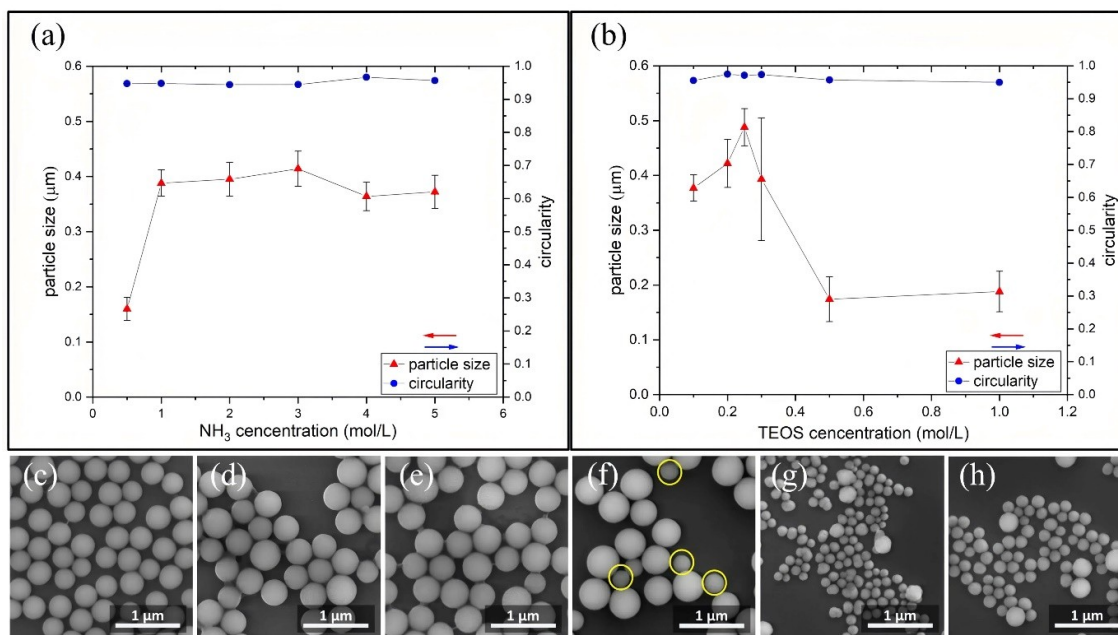 (a)
0.6
0.5
0.4
0.3
0.2
0.1
0.0
particle size (μm)
1.0
0.9
0.8
0.7
0.6
0.5
0.4
0.3
0.2
0.1
0.0
circularity
particle size
circularity
0 1 2 3 4 5 6
NH₃ cencentration (mol/L)
(b)
0.6
0.5
0.4
0.3
0.2
0.1
0.0
particle size (μm)
1.0
0.9
0.8
0.7
0.6
0.5
0.4
0.3
0.2
0.1
0.0
circularity
particle size
circularity
0.0 0.2 0.4 0.6 0.8 1.0 1.2
TEOS cencentration (mol/L)
(c)
1 μm
(d)
1 μm
(e)
1 μm
(f)
1 μm
(g)
1 μm
(h)
1 μm